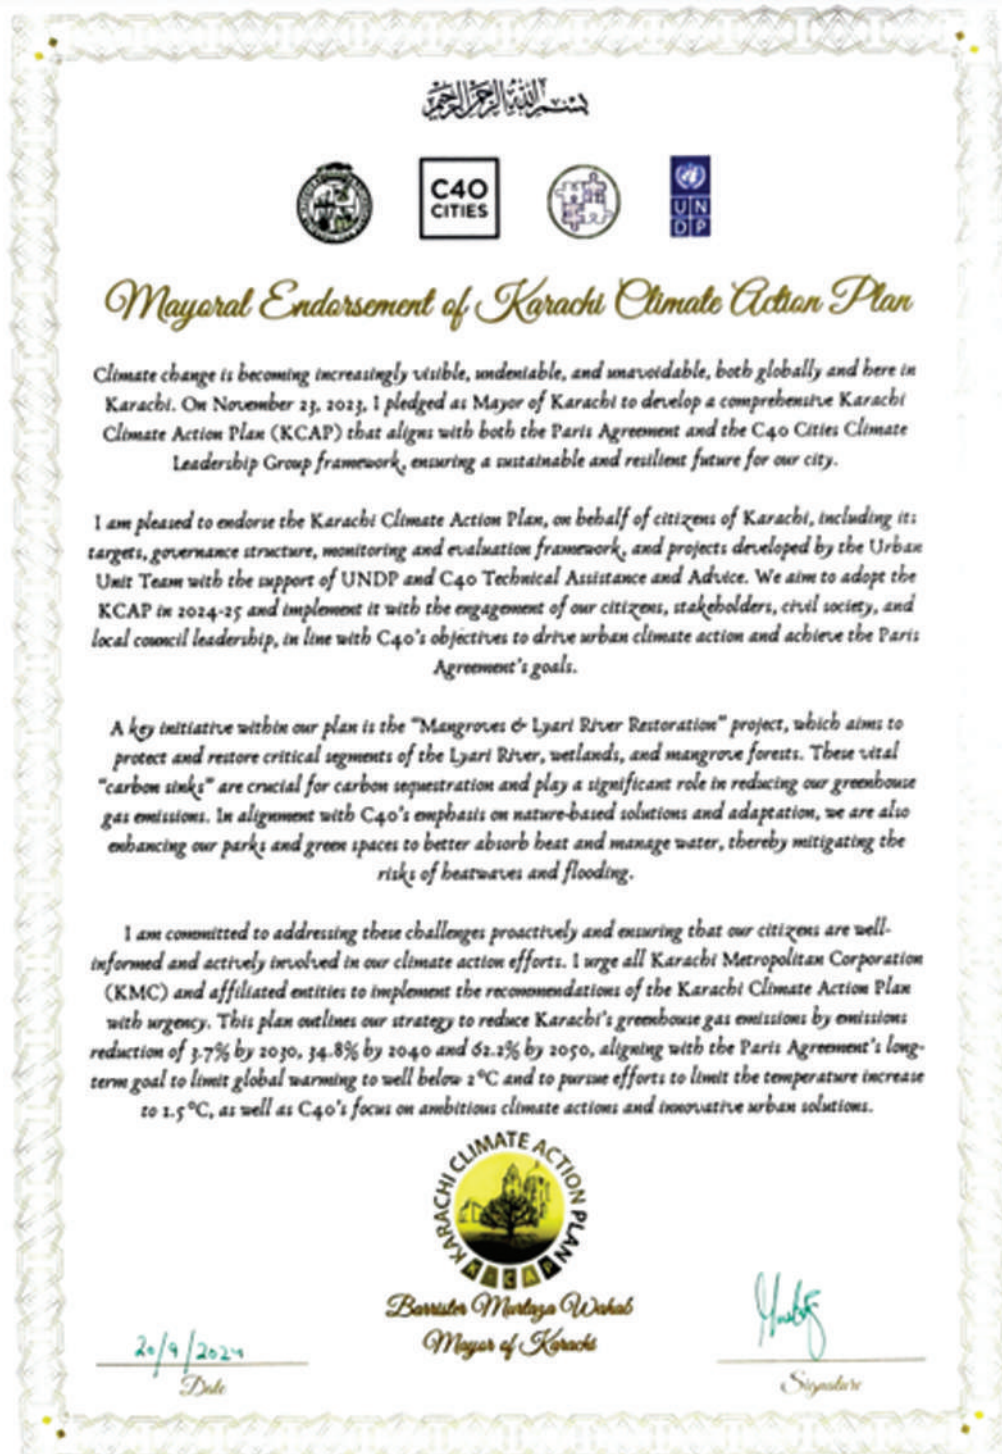 بسم الله الرحمن الرحيم
C40
CITIES
UN
DP
Mayoral Endorsement of Karachi Climate Action Plan
Climate change is becoming increasingly visible, undeniable, and unavoidable, both globally and here in
Karachi. On November 23, 2023, I pledged as Mayor of Karachi to develop a comprehensive Karachi
Climate Action Plan (KCAP) that aligns with both the Paris Agreement and the C40 Cities Climate
Leadership Group framework, ensuring a sustainable and resilient future for our city.
I am pleased to endorse the Karachi Climate Action Plan, on behalf of citizens of Karachi, including its
targets, governance structure, monitoring and evaluation framework, and projects developed by the Urban
Unit Team with the support of UNDP and C40 Technical Assistance and Advice. We aim to adopt the
KCAP in 2024-25 and implement it with the engagement of our citizens, stakeholders, civil society, and
local council leadership, in line with C40's objectives to drive urban climate action and achieve the Paris
Agreement's goals.
A key initiative within our plan is the "Mangroves & Lyari River Restoration" project, which aims to
protect and restore critical segments of the Lyari River, wetlands, and mangrove forests. These vital
"carbon sinks" are crucial for carbon sequestration and play a significant role in reducing our greenhouse
gas emissions. In alignment with C40's emphasis on nature-based solutions and adaptation, we are also
enhancing our parks and green spaces to better absorb heat and manage water, thereby mitigating the
risks of heatwaves and flooding.
I am committed to addressing these challenges proactively and ensuring that our citizens are well-
informed and actively involved in our climate action efforts. I urge all Karachi Metropolitan Corporation
(KMC) and affiliated entities to implement the recommendations of the Karachi Climate Action Plan
with urgency. This plan outlines our strategy to reduce Karachi's greenhouse gas emissions by emissions
reduction of 3.7% by 2030, 34.8% by 2040 and 62.2% by 2050, aligning with the Paris Agreement's long-
term goal to limit global warming to well below 2°C and to pursue efforts to limit the temperature increase
to 1.5°C, as well as C40's focus on ambitious climate actions and innovative urban solutions.
KARACHI CLIMATE ACTION PLAN
KCAP
Barrister Murtaza Wahab
Mayor of Karachi
20/9/2024
Date
Signature